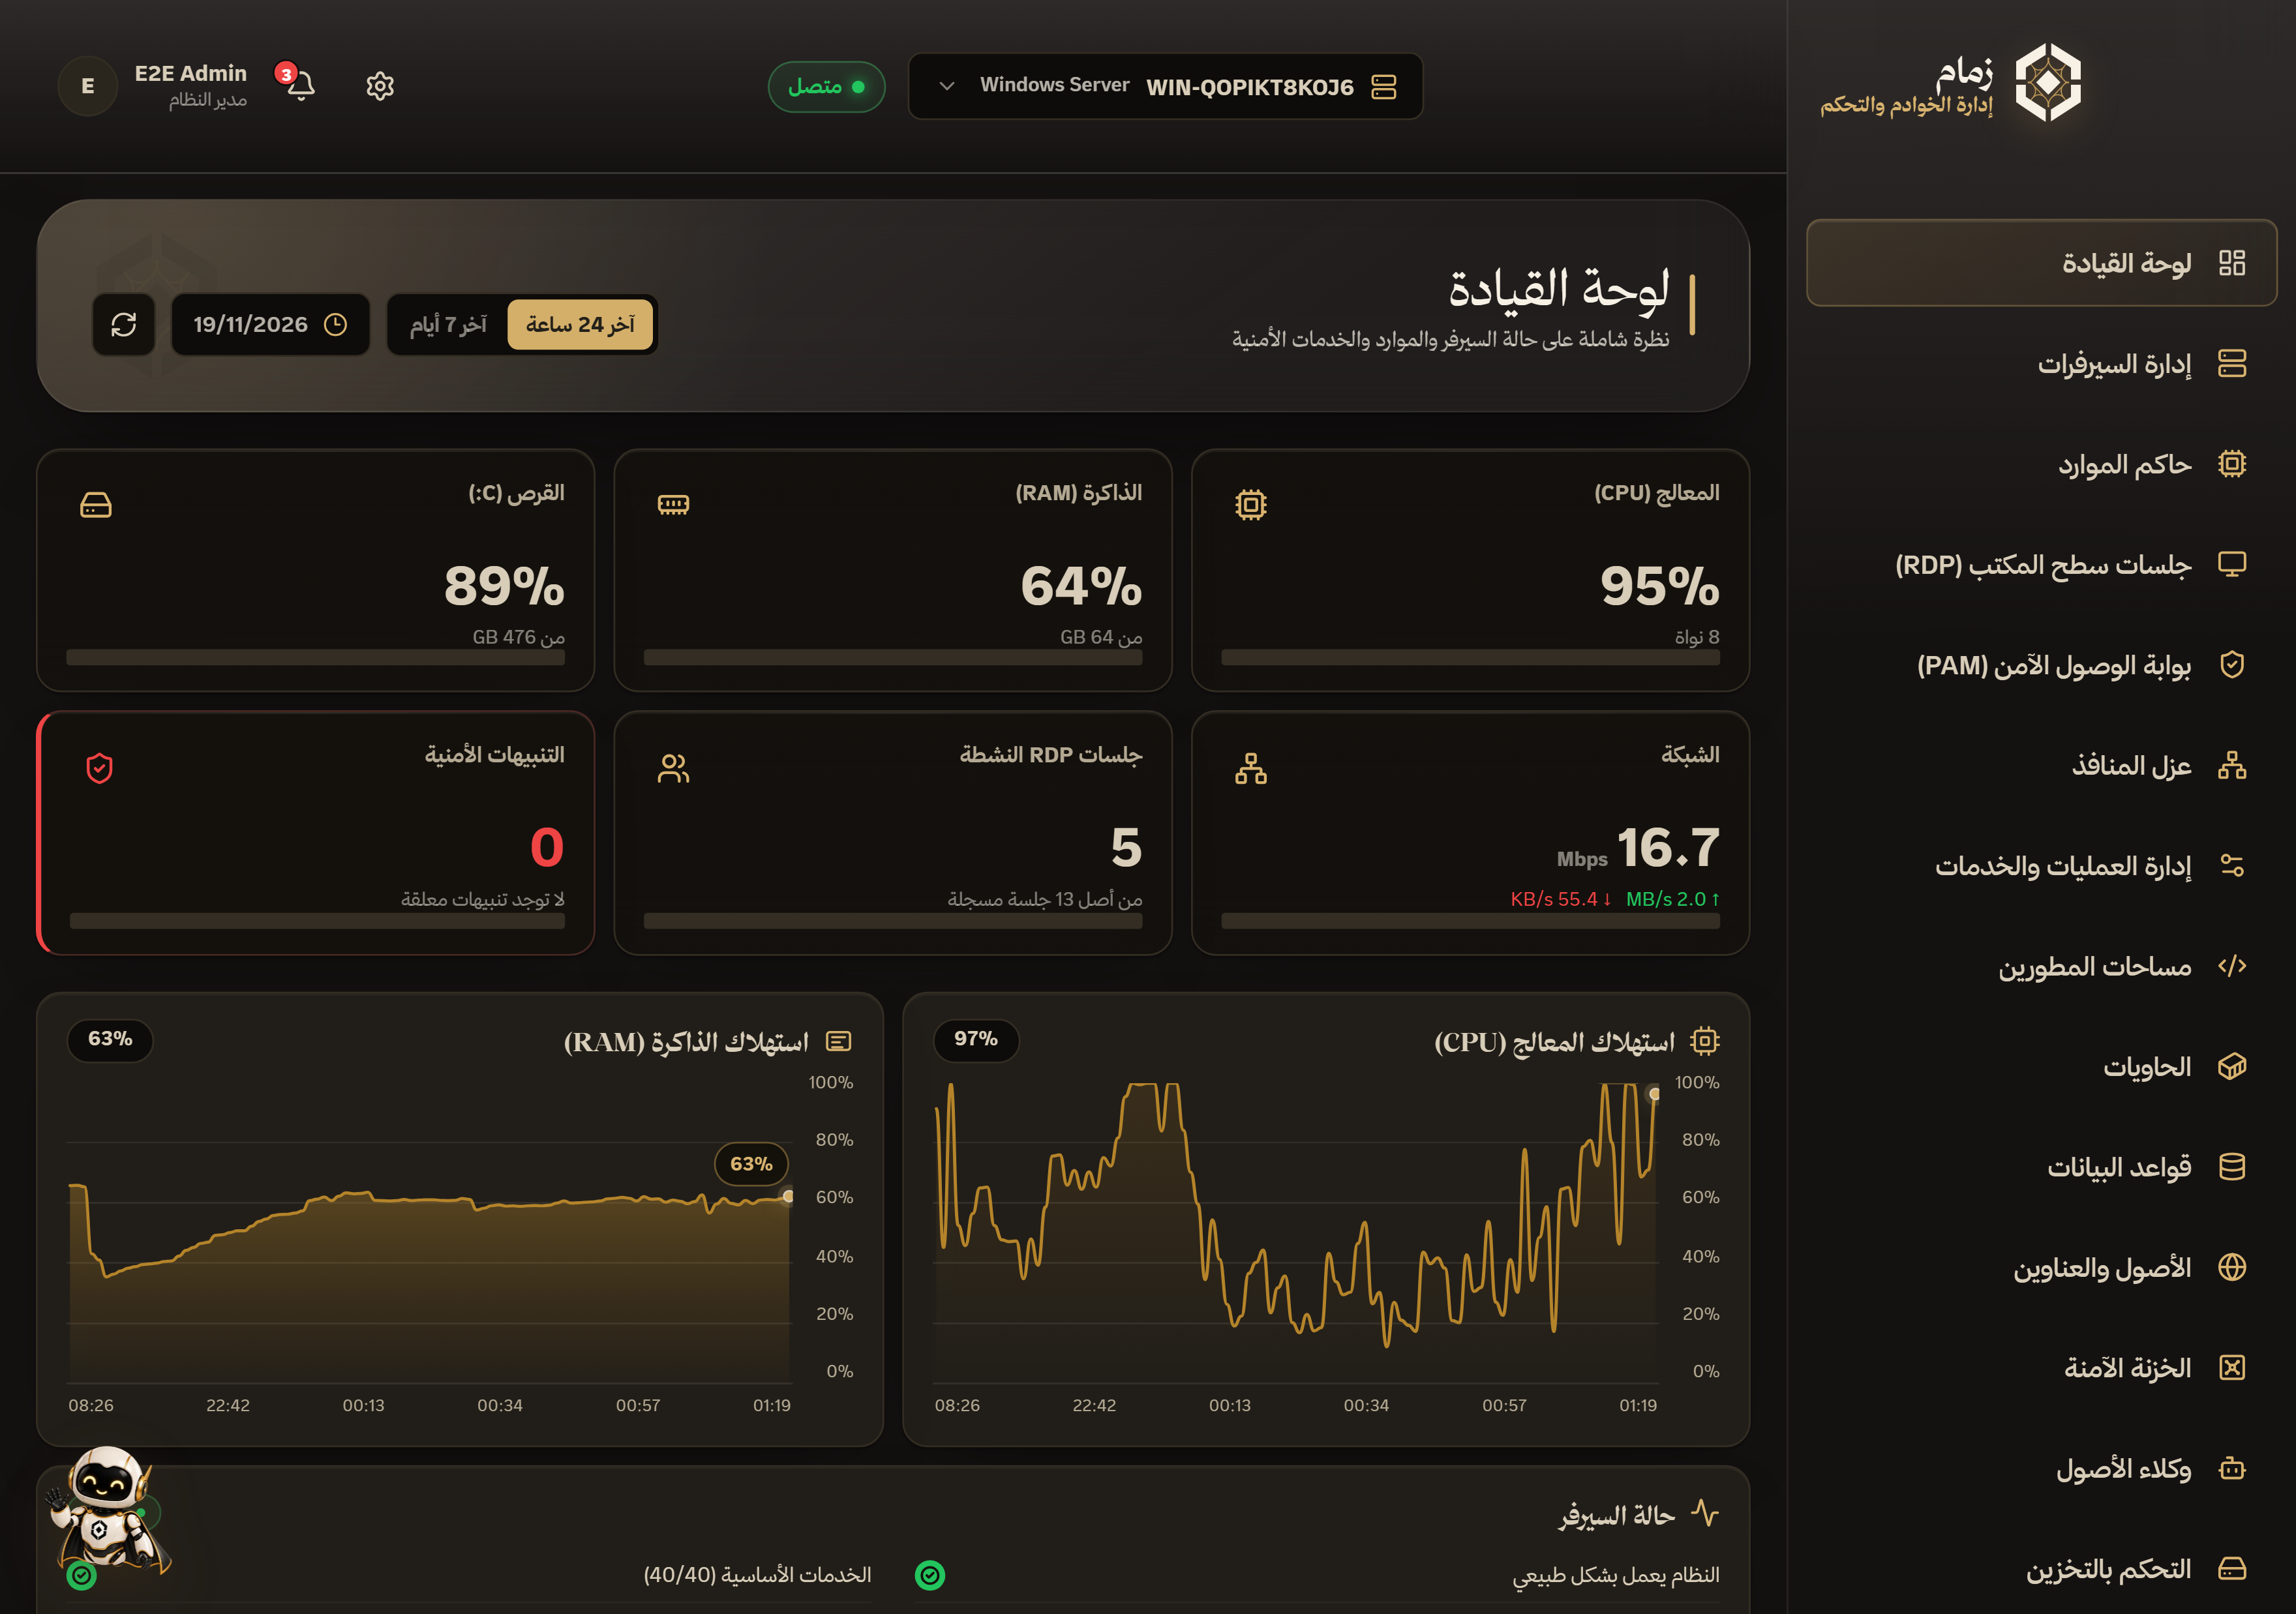 زمام
إدارة الخوادم والتحكم
WIN-QOPIKT8KOJ6 Windows Server
متصل
3
E2E Admin
مدير النظام
E
لوحة القيادة
إدارة السيرفرات
حاكم الموارد
جلسات سطح المكتب (RDP)
بوابة الوصول الآمن (PAM)
عزل المنافذ
إدارة العمليات والخدمات
مساحات المطورين
الحاويات
قواعد البيانات
الأصول والعناوين
الخزنة الآمنة
وكلاء الأصول
التحكم بالتخزين
لوحة القيادة
نظرة شاملة على حالة السيرفر والموارد والخدمات الأمنية
آخر 24 ساعة
آخر 7 أيام
19/11/2026
المعالج (CPU)
95%
8 نواة
الذاكرة (RAM)
64%
من 64 GB
القرص (C:)
89%
من 476 GB
الشبكة
16.7 Mbps
↑ 2.0 MB/s ↓ 55.4 KB/s
جلسات RDP النشطة
5
من أصل 13 جلسة مسجلة
التنبيهات الأمنية
0
لا توجد تنبيهات معلقة
استهلاك المعالج (CPU)
97%
100%
80%
60%
40%
20%
0%
08:26 22:42 00:13 00:34 00:57 01:19
استهلاك الذاكرة (RAM)
63%
63%
100%
80%
60%
40%
20%
0%
08:26 22:42 00:13 00:34 00:57 01:19
حالة السيرفر
النظام يعمل بشكل طبيعي
الخدمات الأساسية (40/40)